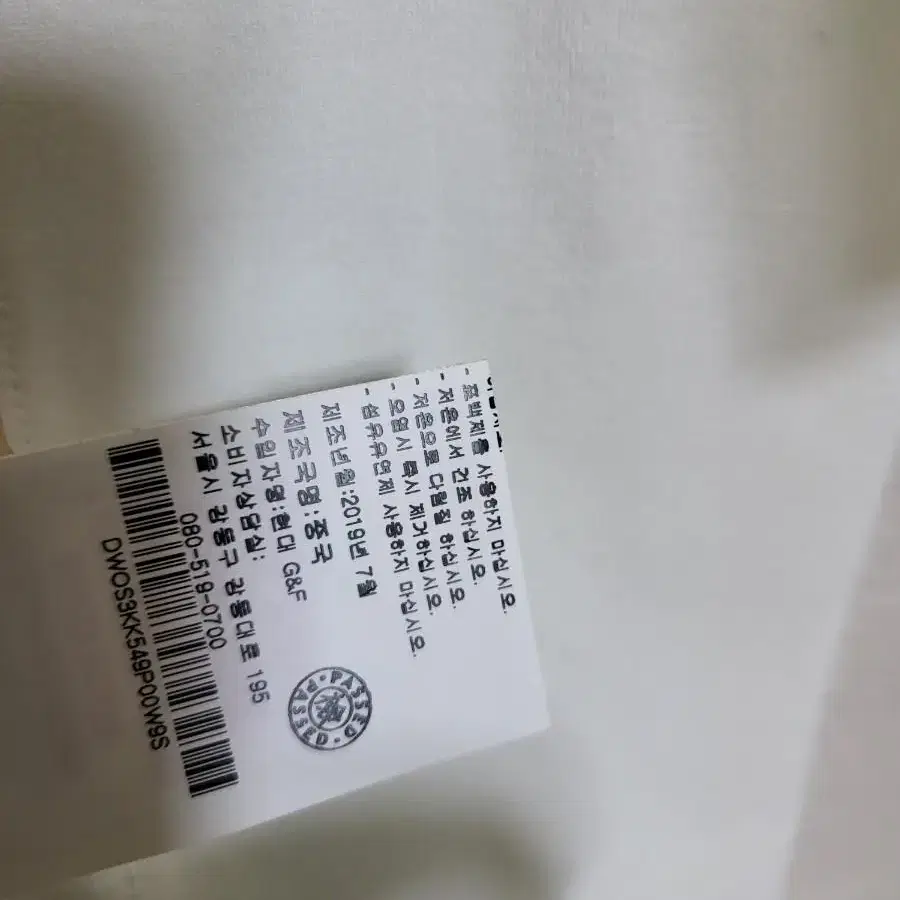 - 표백제를 사용하지 마십시오.
- 저온에서 건조 하십시오.
- 저온으로 다림질 하십시오.
- 오염시 즉시 제거하십시오.
- 섬유유연제 사용하지 마십시오.
제조년월:2019년 7월
제조국명:중국
수입자명:현대 G&F
소비자상담실:
서울시 강동구 강동대로 195
080-519-0700
DWOS3KK549P00W9S
PASSED · PASSED ·